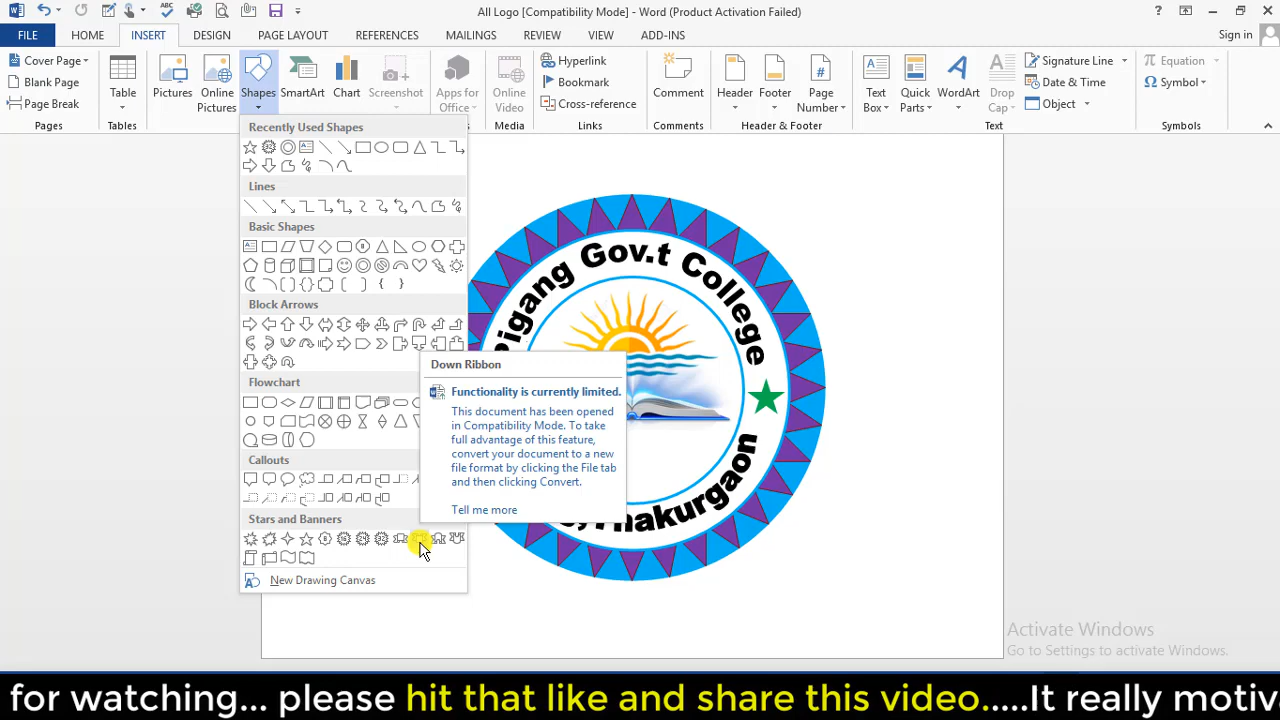 All Logo [Compatibility Mode] - Word (Product Activation Failed)
FILE HOME INSERT DESIGN PAGE LAYOUT REFERENCES MAILINGS REVIEW VIEW ADD-INS Sign in
Cover Page
Blank Page
Page Break
Pages
Table
Tables
Pictures
Online Pictures
Shapes
SmartArt
Chart
Screenshot
Apps for Office
Online Video
Media
Hyperlink
Bookmark
Cross-reference
Links
Comment
Comments
Header
Footer
Page Number
Header & Footer
Text Box
Quick Parts
WordArt
Drop Cap
Signature Line
Date & Time
Object
Text
Equation
Symbol
Symbols
Recently Used Shapes
Lines
Basic Shapes
Block Arrows
Flowchart
Callouts
Stars and Banners
New Drawing Canvas
Down Ribbon
Functionality is currently limited.
This document has been opened
in Compatibility Mode. To take
full advantage of this feature,
convert your document to a new
file format by clicking the File tab
and then clicking Convert.
Tell me more
Pigang Gov.t College
Thakurgaon
Activate Windows
Go to Settings to activate Windows.
for watching... please hit that like and share this video.....It really motiv